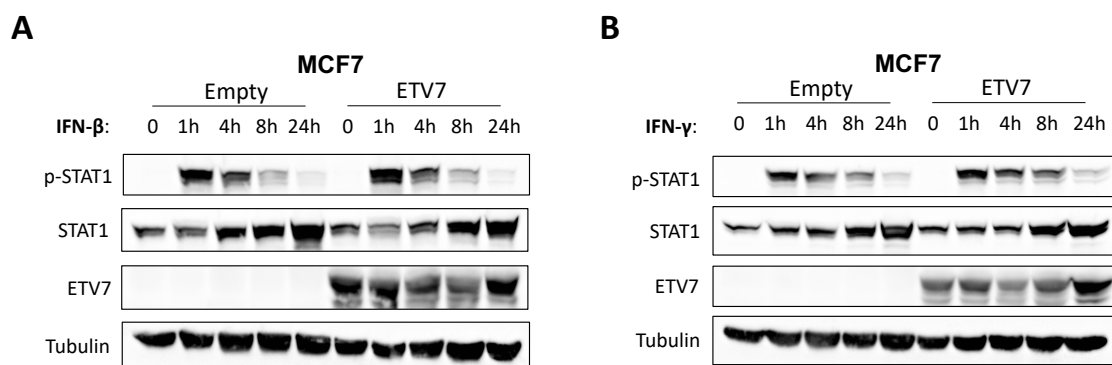 A
MCF7
Empty ETV7
IFN-β: 0 1h 4h 8h 24h 0 1h 4h 8h 24h
p-STAT1
STAT1
ETV7
Tubulin
B
MCF7
Empty ETV7
IFN-γ: 0 1h 4h 8h 24h 0 1h 4h 8h 24h
p-STAT1
STAT1
ETV7
Tubulin